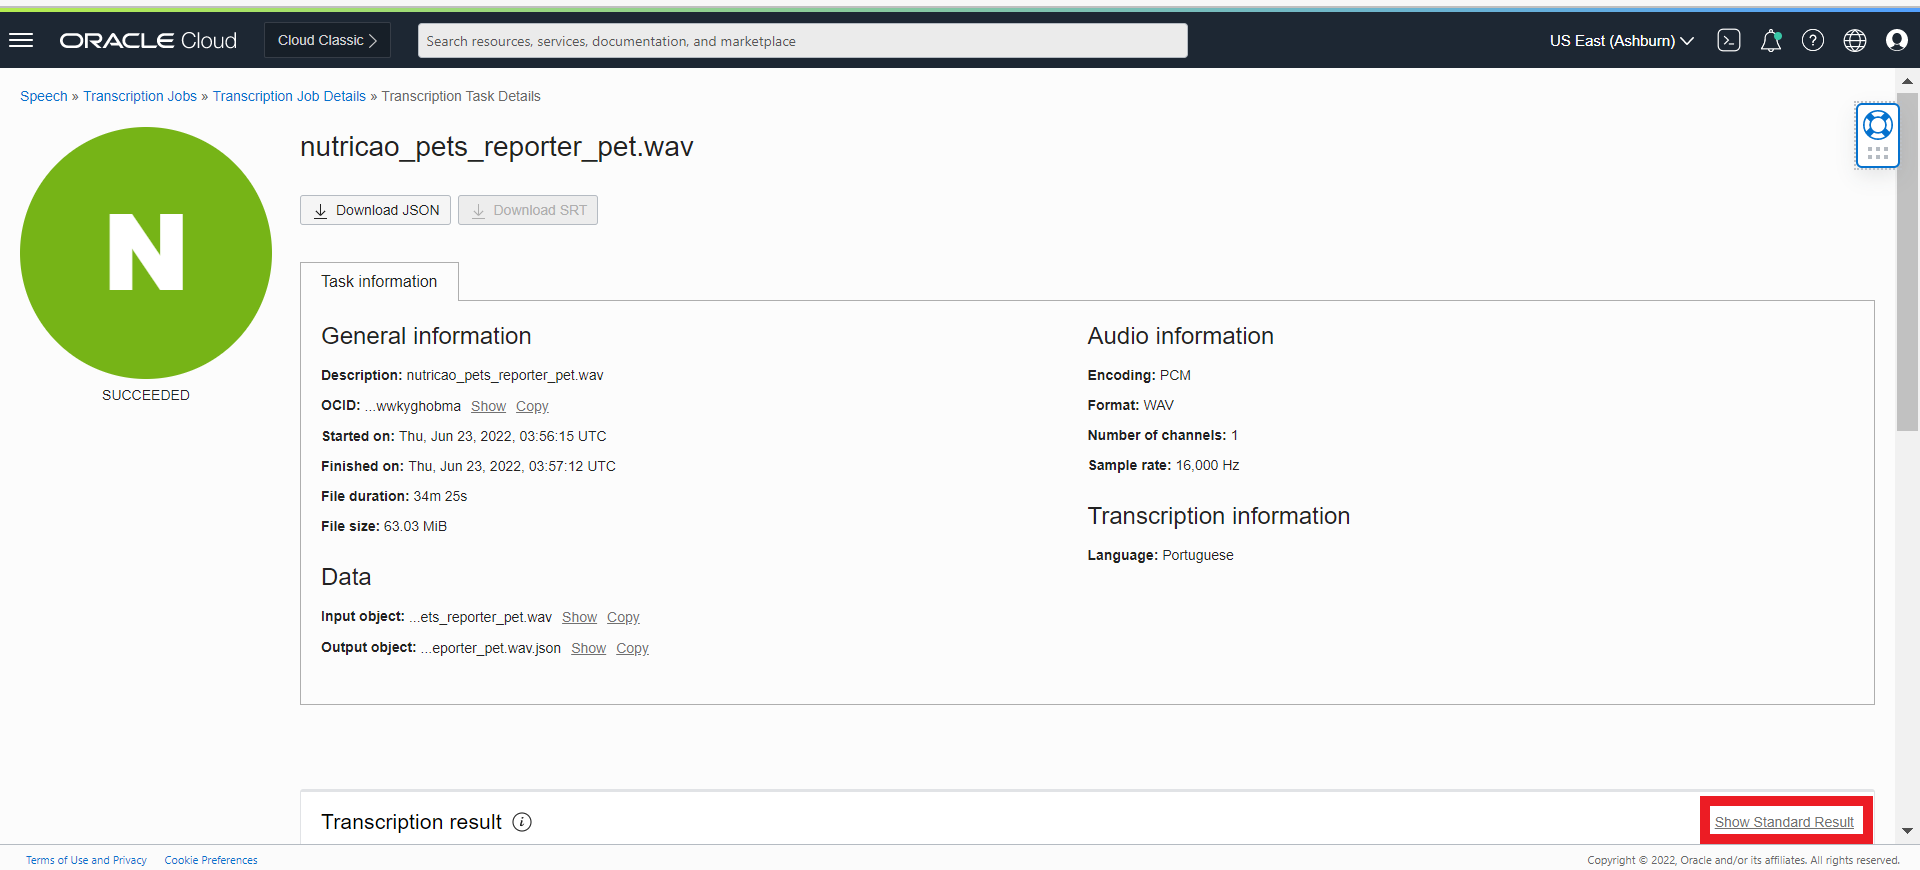 ORACLE Cloud
Cloud Classic
Search resources, services, documentation, and marketplace
US East (Ashburn)
Speech » Transcription Jobs » Transcription Job Details » Transcription Task Details
N
SUCCEEDED
nutricao_pets_reporter_pet.wav
Download JSON
Download SRT
Task information
General information
Description: nutricao_pets_reporter_pet.wav
OCID: ...wwkyghobma Show Copy
Started on: Thu, Jun 23, 2022, 03:56:15 UTC
Finished on: Thu, Jun 23, 2022, 03:57:12 UTC
File duration: 34m 25s
File size: 63.03 MiB
Data
Input object: ...ets_reporter_pet.wav Show Copy
Output object: ...eporter_pet.wav.json Show Copy
Audio information
Encoding: PCM
Format: WAV
Number of channels: 1
Sample rate: 16,000 Hz
Transcription information
Language: Portuguese
Transcription result
Show Standard Result
Terms of Use and Privacy
Cookie Preferences
Copyright © 2022, Oracle and/or its affiliates. All rights reserved.